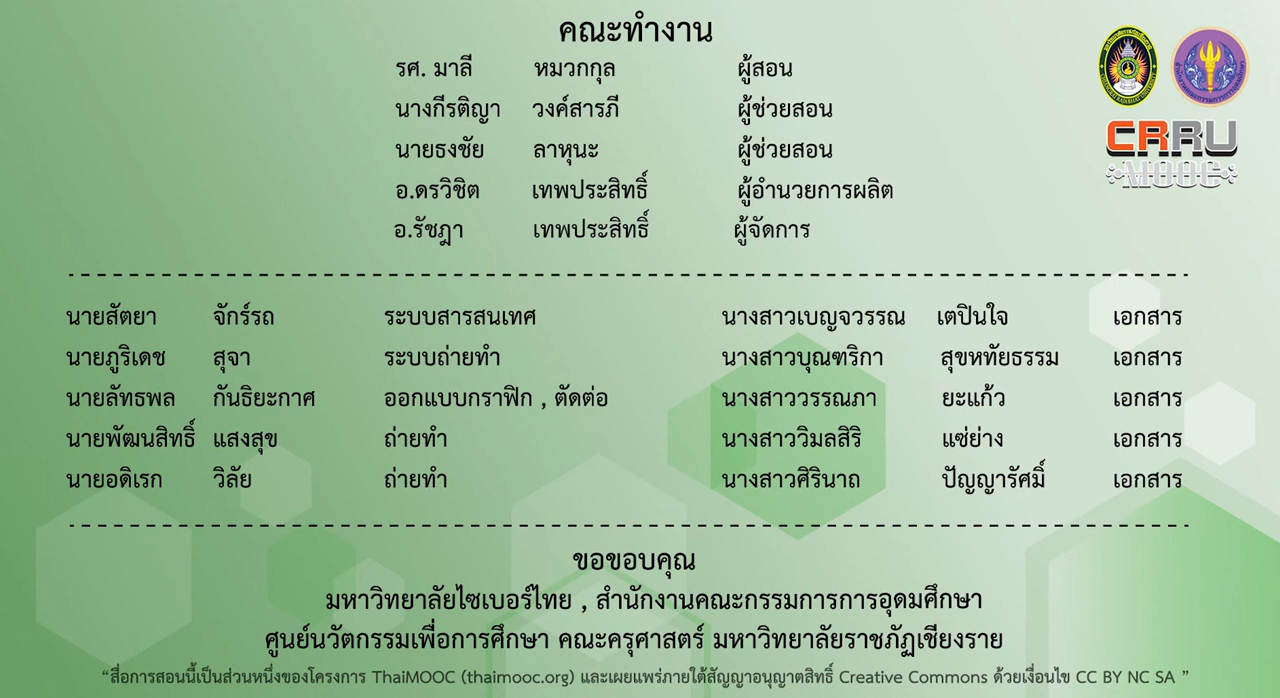 คณะทำงาน
รศ. มาลี หมวกกุล ผู้สอน
นางกีรติญา วงค์สารภี ผู้ช่วยสอน
นายธงชัย ลาหุนะ ผู้ช่วยสอน
อ.ดรวิชิต เทพประสิทธิ์ ผู้อำนวยการผลิต
อ.รัชฎา เทพประสิทธิ์ ผู้จัดการ
CRRU
MOOC
นายสัตยา จักร์รถ ระบบสารสนเทศ นางสาวเบญจวรรณ เตปินใจ เอกสาร
นายภูริเดช สุจา ระบบถ่ายทำ นางสาวบุณฑริกา สุขหทัยธรรม เอกสาร
นายลัทธพล กันธิยะกาศ ออกแบบกราฟิก , ตัดต่อ นางสาววรรณภา ยะแก้ว เอกสาร
นายพัฒนสิทธิ์ แสงสุข ถ่ายทำ นางสาววิมลสิริ แซ่ย่าง เอกสาร
นายอดิเรก วิลัย ถ่ายทำ นางสาวศิรินาถ ปัญญารัศมิ์ เอกสาร
ขอขอบคุณ
มหาวิทยาลัยไซเบอร์ไทย , สำนักงานคณะกรรมการการอุดมศึกษา
ศูนย์นวัตกรรมเพื่อการศึกษา คณะครุศาสตร์ มหาวิทยาลัยราชภัฏเชียงราย
“สื่อการสอนนี้เป็นส่วนหนึ่งของโครงการ ThaiMOOC (thaimooc.org) และเผยแพร่ภายใต้สัญญาอนุญาตสิทธิ์ Creative Commons ด้วยเงื่อนไข CC BY NC SA ”